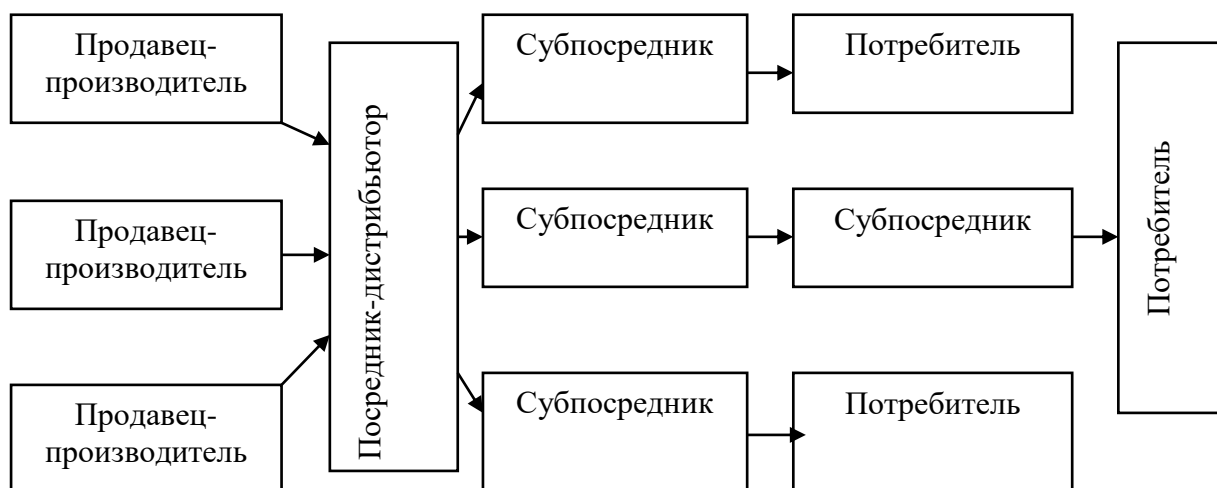 Продавец-
производитель
Посредник-дистрибьютор
Субпосредник
Потребитель
Потребитель
Продавец-
производитель
Субпосредник
Субпосредник
Продавец-
производитель
Субпосредник
Потребитель